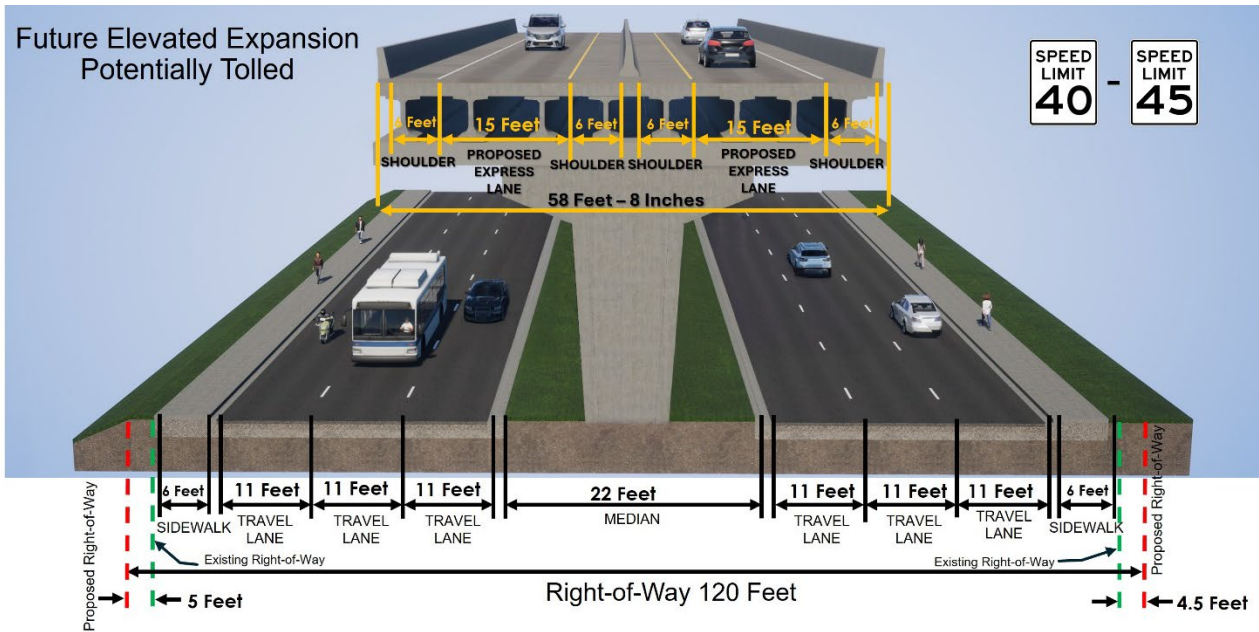 Future Elevated Expansion
Potentially Tolled
SPEED
LIMIT
40
-
SPEED
LIMIT
45
6 Feet
15 Feet
6 Feet
6 Feet
15 Feet
6 Feet
SHOULDER
PROPOSED
EXPRESS
LANE
SHOULDER
SHOULDER
PROPOSED
EXPRESS
LANE
SHOULDER
58 Feet – 8 Inches
6 Feet
11 Feet
11 Feet
11 Feet
22 Feet
11 Feet
11 Feet
11 Feet
6 Feet
SIDEWALK
TRAVEL
LANE
TRAVEL
LANE
TRAVEL
LANE
MEDIAN
TRAVEL
LANE
TRAVEL
LANE
TRAVEL
LANE
SIDEWALK
Proposed Right-of-Way
Existing Right-of-Way
Existing Right-of-Way
Proposed Right-of-Way
Right-of-Way 120 Feet
5 Feet
4.5 Feet